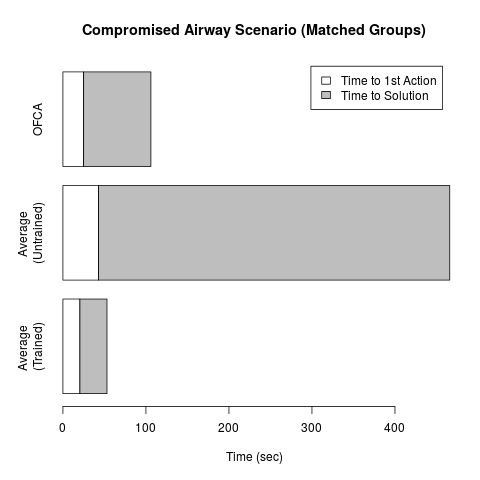 Compromised Airway Scenario (Matched Groups)
Time to 1st Action
Time to Solution
OFCA
Average
(Untrained)
Average
(Trained)
0 100 200 300 400
Time (sec)